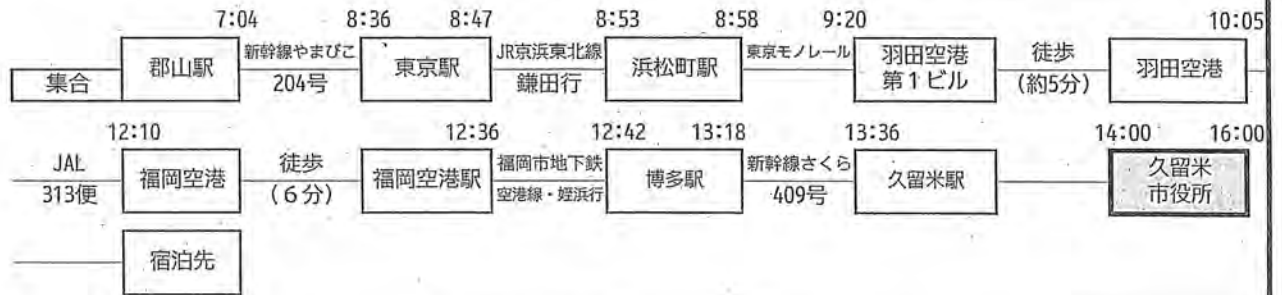 7:04 8:36 8:47 8:53 8:58 9:20 10:05
集合 郡山駅 新幹線やまびこ 204号 東京駅 JR京浜東北線 鎌田行 浜松町駅 東京モノレール 羽田空港 第1ビル 徒歩 (約5分) 羽田空港
12:10 12:36 12:42 13:18 13:36 14:00 16:00
JAL 313便 福岡空港 徒歩 (6分) 福岡空港駅 福岡市地下鉄 空港線・姪浜行 博多駅 新幹線さくら 409号 久留米駅 久留米 市役所
宿泊先